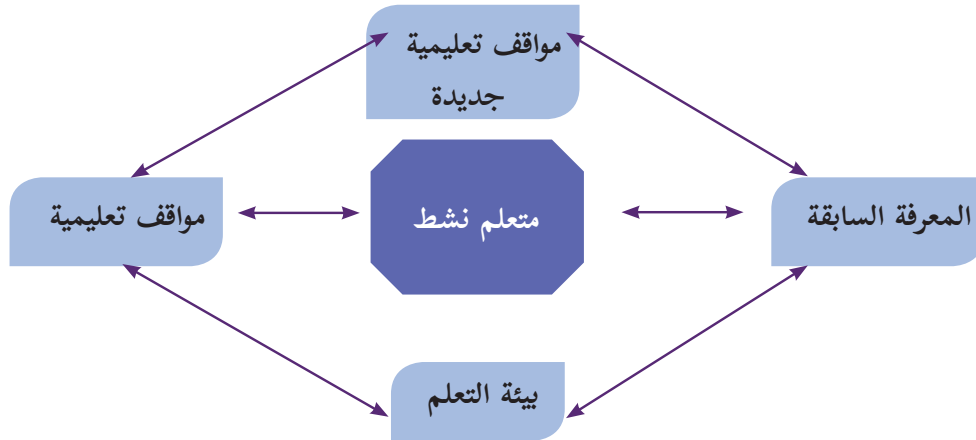 مواقف تعليمية
جديدة
المعرفة السابقة
متعلم نشط
مواقف تعليمية
بيئة التعلم